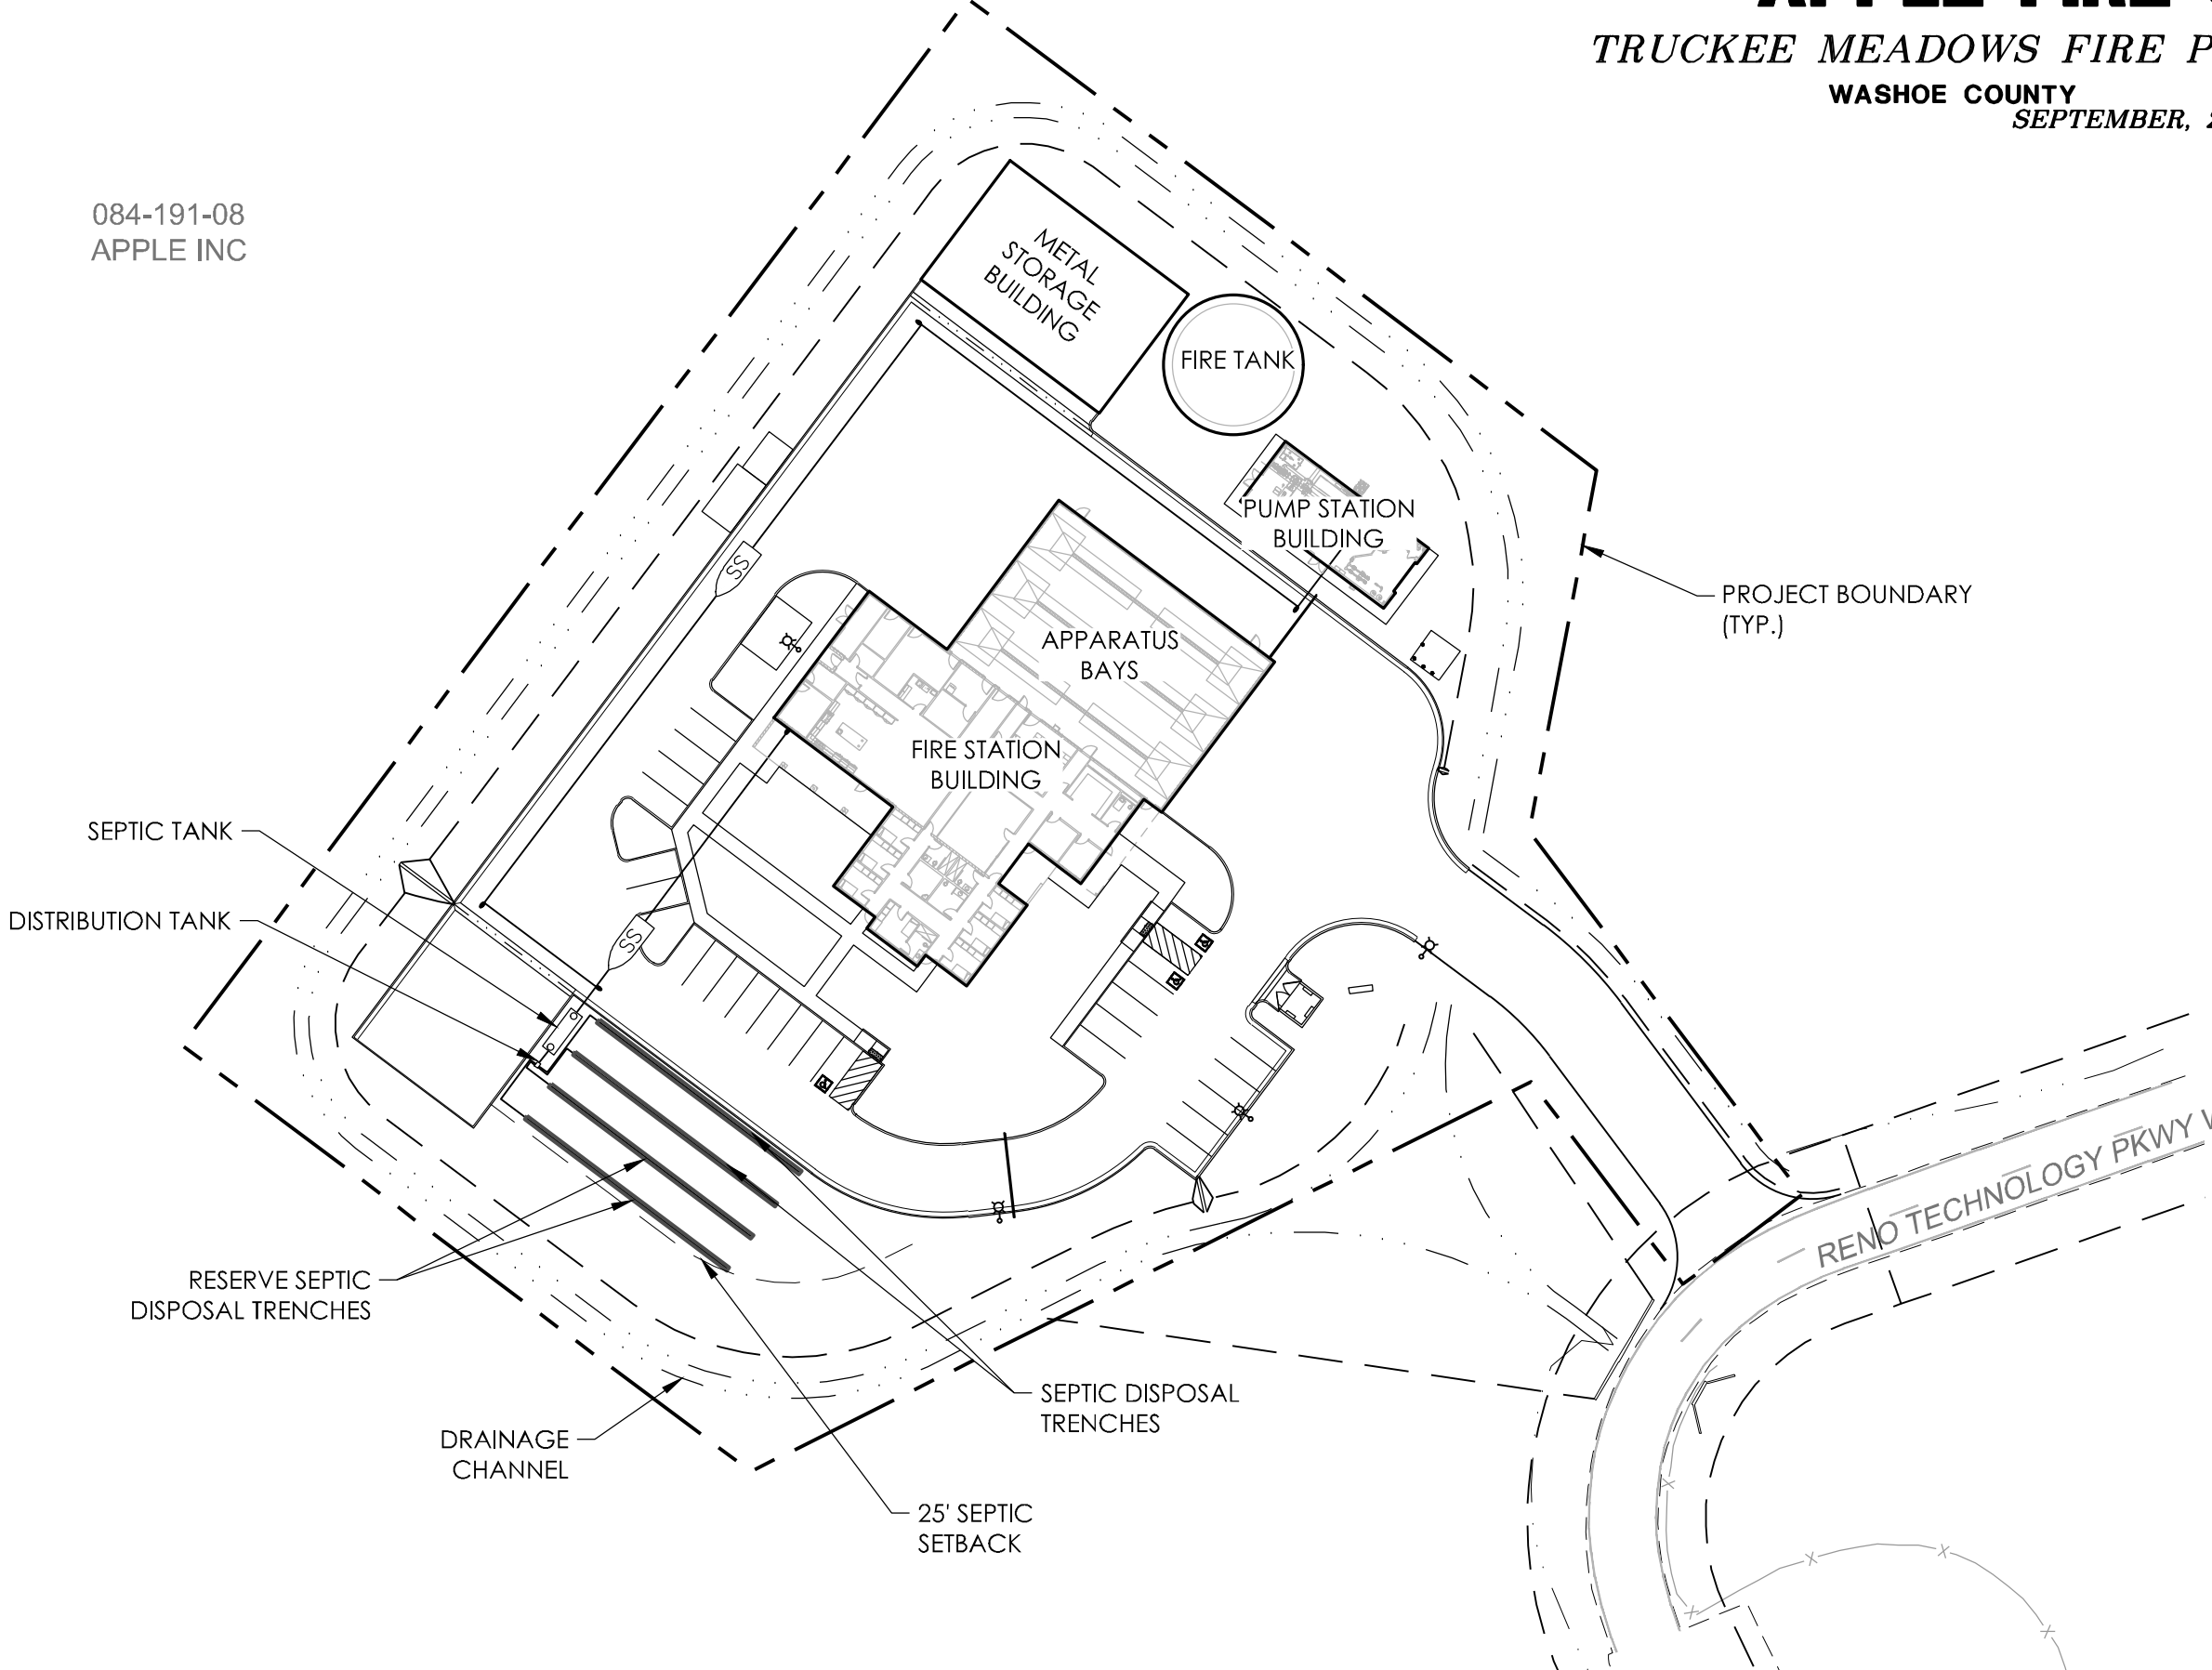 TRUCKEE MEADOWS FIRE P
WASHOE COUNTY
SEPTEMBER,
084-191-08
APPLE INC
METAL
STORAGE
BUILDING
FIRE TANK
PUMP STATION
BUILDING
PROJECT BOUNDARY
(TYP.)
SS
APPARATUS
BAYS
FIRE STATION
BUILDING
SEPTIC TANK
DISTRIBUTION TANK
SS
RENO TECHNOLOGY PKWY
RESERVE SEPTIC
DISPOSAL TRENCHES
SEPTIC DISPOSAL
TRENCHES
DRAINAGE
CHANNEL
25' SEPTIC
SETBACK